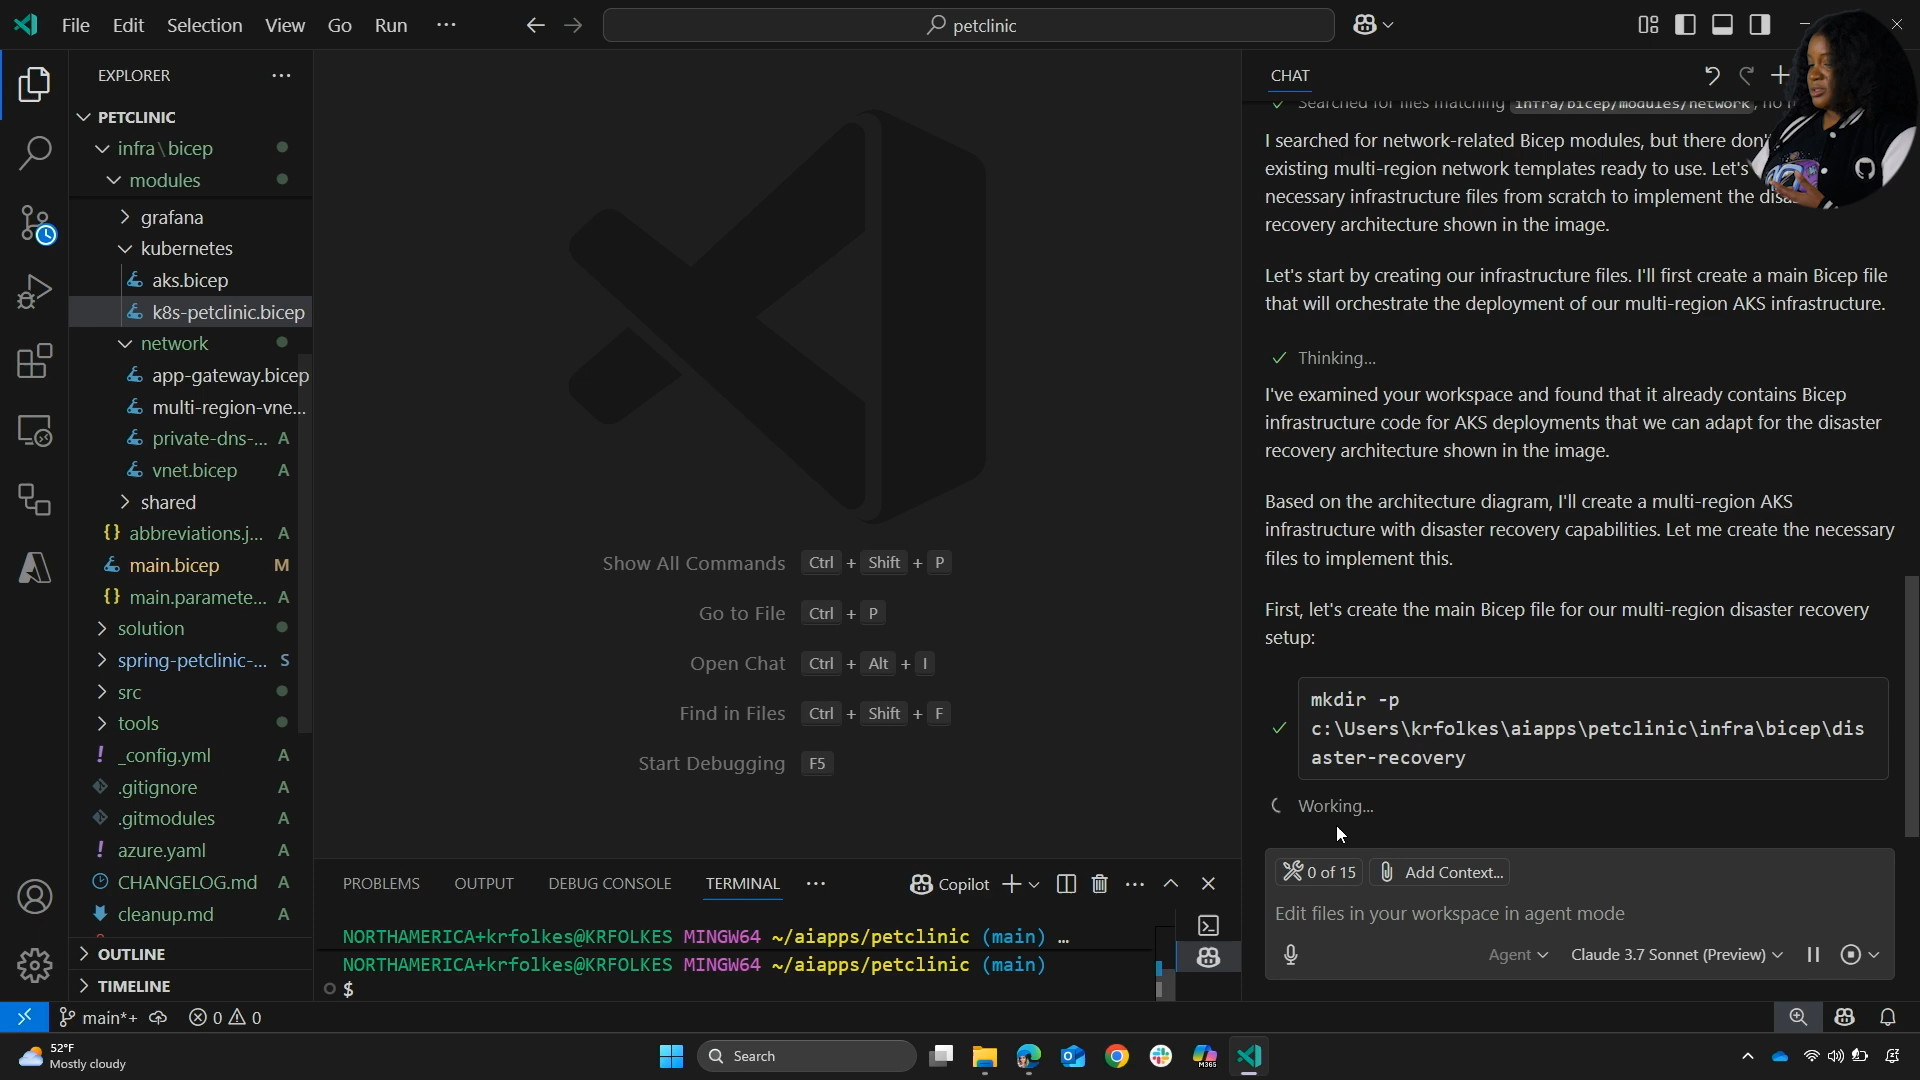 File Edit Selection View Go Run ···
petclinic
EXPLORER
PETCLINIC
infra\bicep
modules
grafana
kubernetes
aks.bicep
k8s-petclinic.bicep
network
app-gateway.bicep
multi-region-vne...
private-dns-... A
vnet.bicep A
shared
abbreviations.j... A
main.bicep M
main.paramete... A
solution
spring-petclinic-... S
src
tools
_config.yml A
.gitignore A
.gitmodules A
azure.yaml A
CHANGELOG.md A
cleanup.md A
OUTLINE
TIMELINE
Show All Commands Ctrl + Shift + P
Go to File Ctrl + P
Open Chat Ctrl + Alt + I
Find in Files Ctrl + Shift + F
Start Debugging F5
PROBLEMS OUTPUT DEBUG CONSOLE TERMINAL ··· Copilot
NORTHAMERICA+krfolkes@KRFOLKES MINGW64 ~/aiapps/petclinic (main) …
NORTHAMERICA+krfolkes@KRFOLKES MINGW64 ~/aiapps/petclinic (main)
$
CHAT
Searched for files matching infra/bicep/modules/network,
I searched for network-related Bicep modules, but there don'
existing multi-region network templates ready to use. Let's
necessary infrastructure files from scratch to implement the
recovery architecture shown in the image.
Let's start by creating our infrastructure files. I'll first create a main Bicep file
that will orchestrate the deployment of our multi-region AKS infrastructure.
Thinking...
I've examined your workspace and found that it already contains Bicep
infrastructure code for AKS deployments that we can adapt for the disaster
recovery architecture shown in the image.
Based on the architecture diagram, I'll create a multi-region AKS
infrastructure with disaster recovery capabilities. Let me create the necessary
files to implement this.
First, let's create the main Bicep file for our multi-region disaster recovery
setup:
mkdir -p
c:\Users\krfolkes\aiapps\petclinic\infra\bicep\dis
aster-recovery
Working...
0 of 15 Add Context...
Edit files in your workspace in agent mode
Agent Claude 3.7 Sonnet (Preview)
main*+ 0 0
52°F
Mostly cloudy
Search
M365